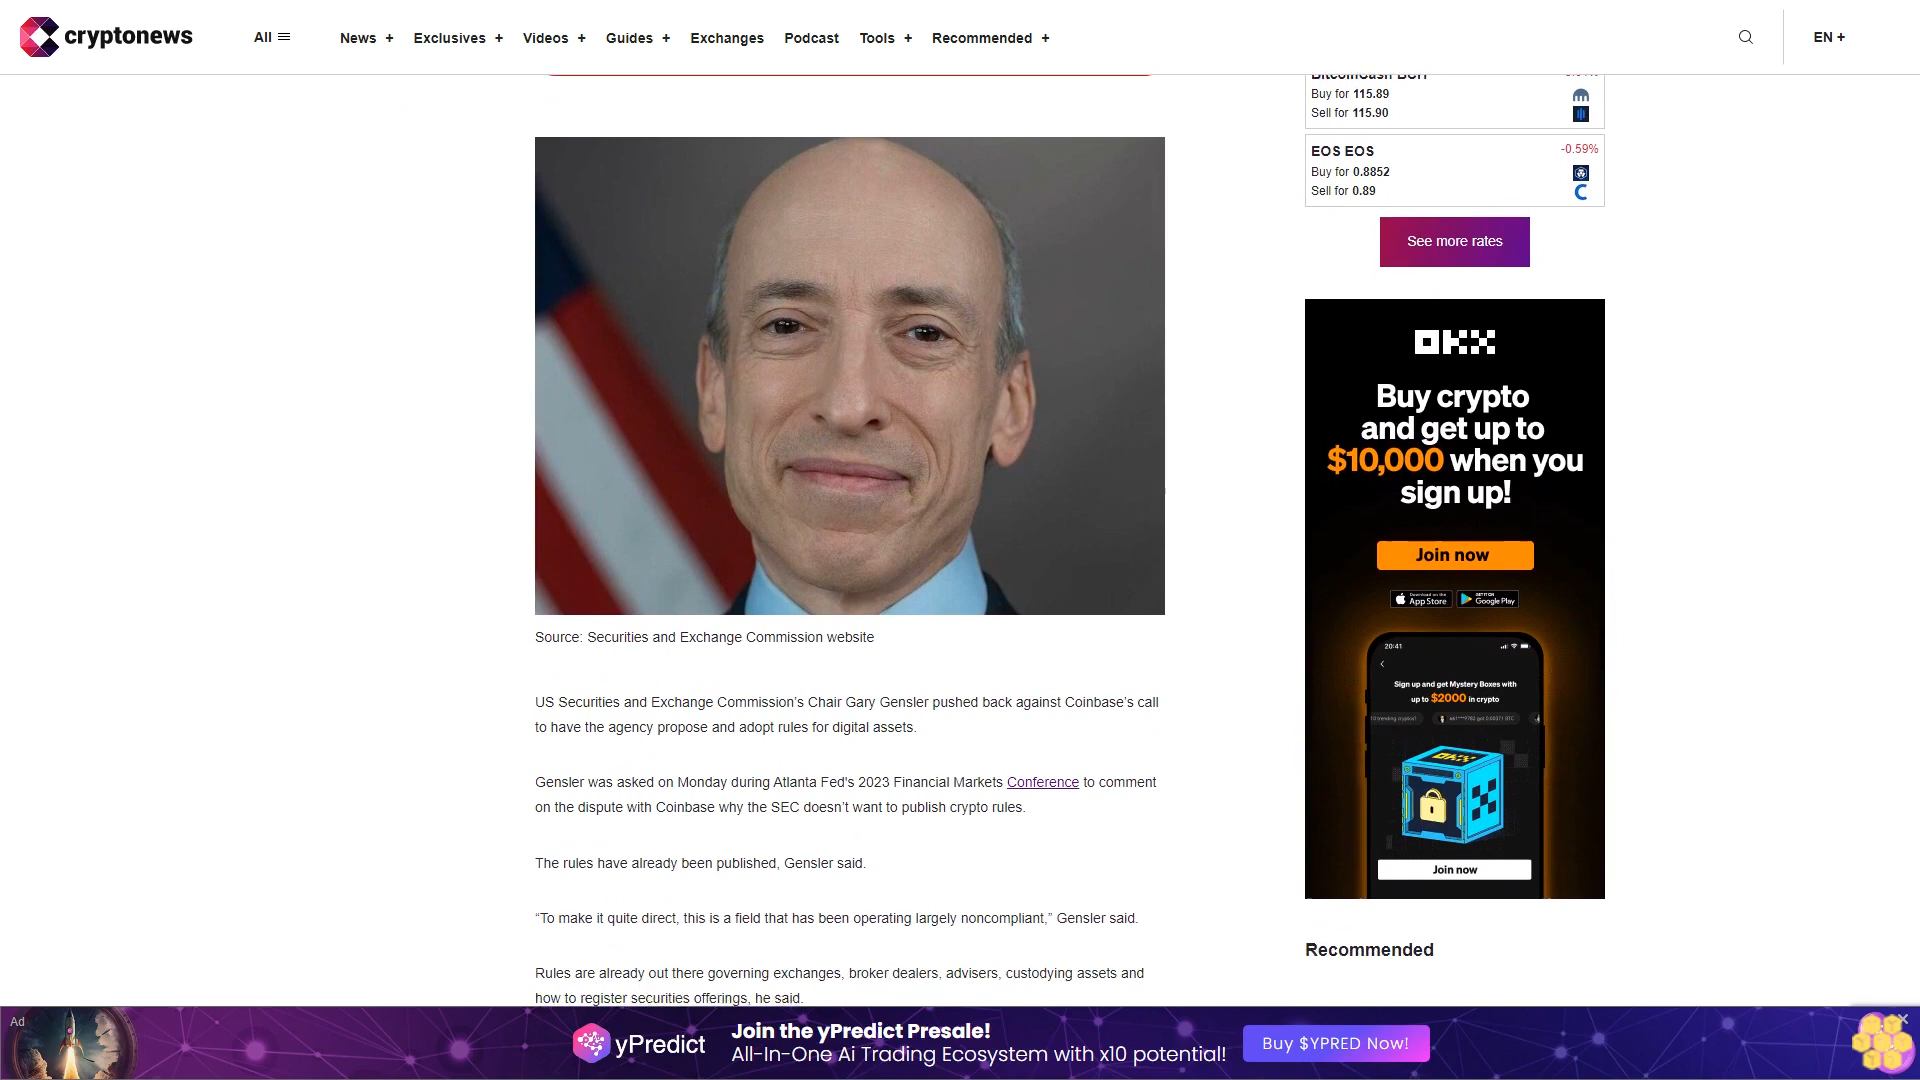 cryptonews
All
News +
Exclusives +
Videos +
Guides +
Exchanges
Podcast
Tools +
Recommended +
EN +
Buy for 115.89
Sell for 115.90
EOS EOS
-0.59%
Buy for 0.8852
Sell for 0.89
See more rates
OKX
Buy crypto
and get up to
$10,000 when you
sign up!
Join now
Download on the
App Store
GET IT ON
Google Play
20:41
Sign up and get Mystery Boxes with
up to $2000 in crypto
OKX
Join now
Source: Securities and Exchange Commission website
US Securities and Exchange Commission’s Chair Gary Gensler pushed back against Coinbase’s call
to have the agency propose and adopt rules for digital assets.
Gensler was asked on Monday during Atlanta Fed's 2023 Financial Markets Conference to comment
on the dispute with Coinbase why the SEC doesn’t want to publish crypto rules.
The rules have already been published, Gensler said.
“To make it quite direct, this is a field that has been operating largely noncompliant,” Gensler said.
Rules are already out there governing exchanges, broker dealers, advisers, custodying assets and
how to register securities offerings, he said.
Recommended
Ad
yPredict
Join the yPredict Presale!
All-In-One Ai Trading Ecosystem with x10 potential!
Buy $YPRED Now!